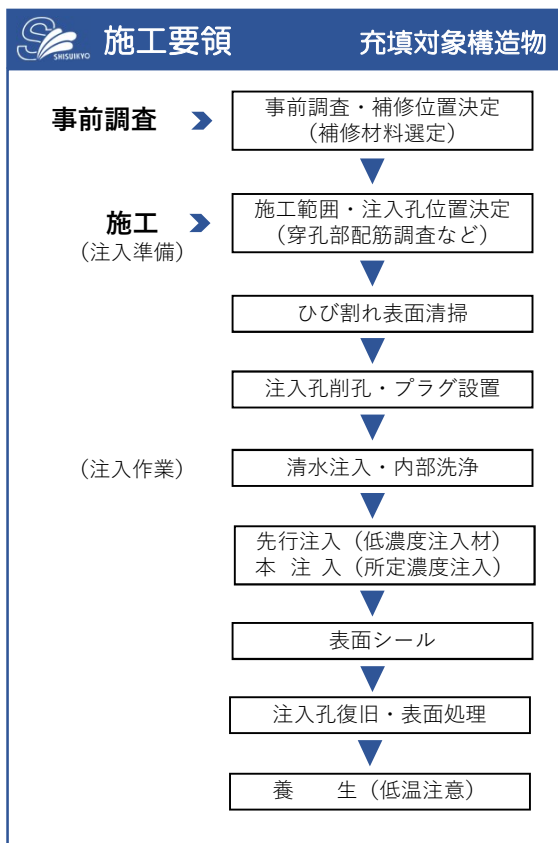 SHISUIKYO
施工要領
充填対象構造物
事前調査
事前調査・補修位置決定
(補修材料選定)
施工
(注入準備)
施工範囲・注入孔位置決定
(穿孔部配筋調査など)
ひび割れ表面清掃
注入孔削孔・プラグ設置
(注入作業)
清水注入・内部洗浄
先行注入（低濃度注入材）
本 注 入（所定濃度注入）
表面シール
注入孔復旧・表面処理
養　　生（低温注意）